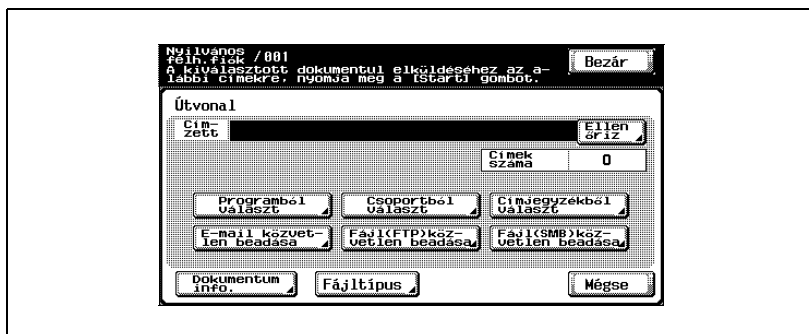 Nyilvános
felh.fiók /001
A kiválasztott dokumentul elküldéséhez az a-
lábbi címekre, nyomja meg a [Start] gombot.
Bezár
Útvonal
Cím-
zett
Ellen
őriz
Címek
száma
0
Programból
választ
Csoportból
választ
Címjegyzékből
választ
E-mail közvet-
len beadása
Fájl(FTP)köz-
vetlen beadása
Fájl(SMB)köz-
vetlen beadása
Dokumentum
info.
Fájltípus
Mégse